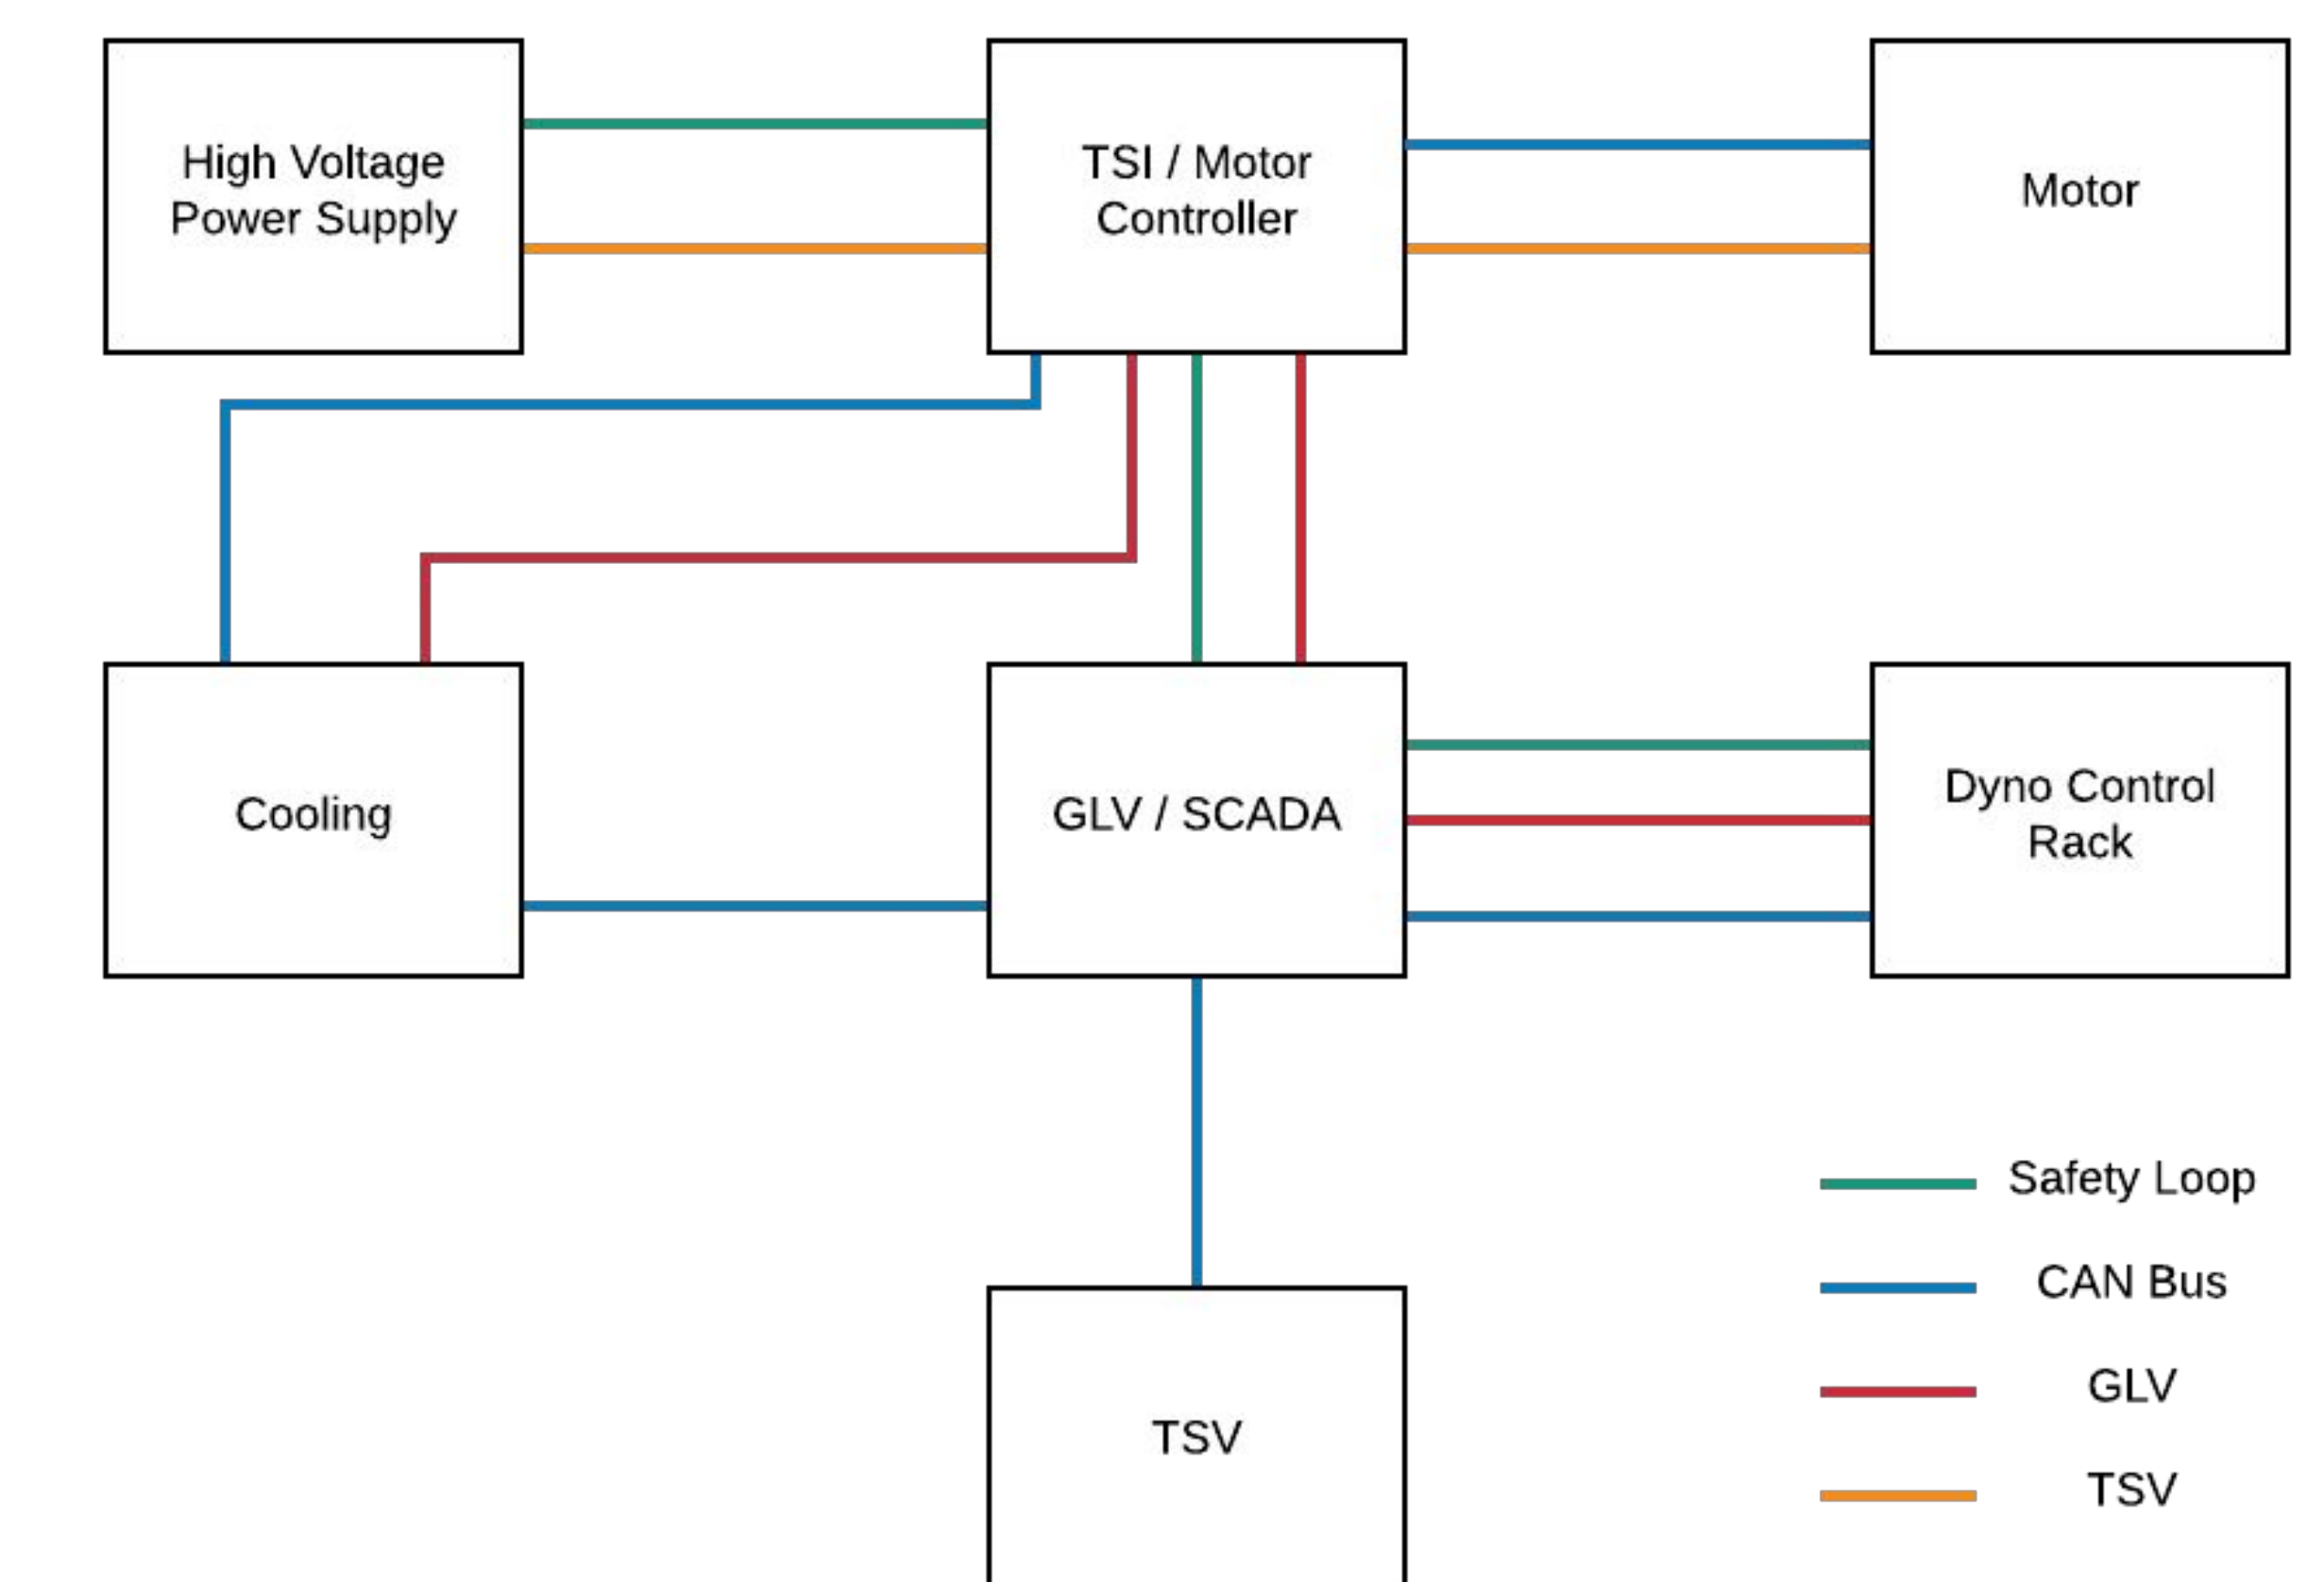 High Voltage
Power Supply
TSI / Motor
Controller
Motor
Cooling
GLV / SCADA
Dyno Control
Rack
TSV
Safety Loop
CAN Bus
GLV
TSV